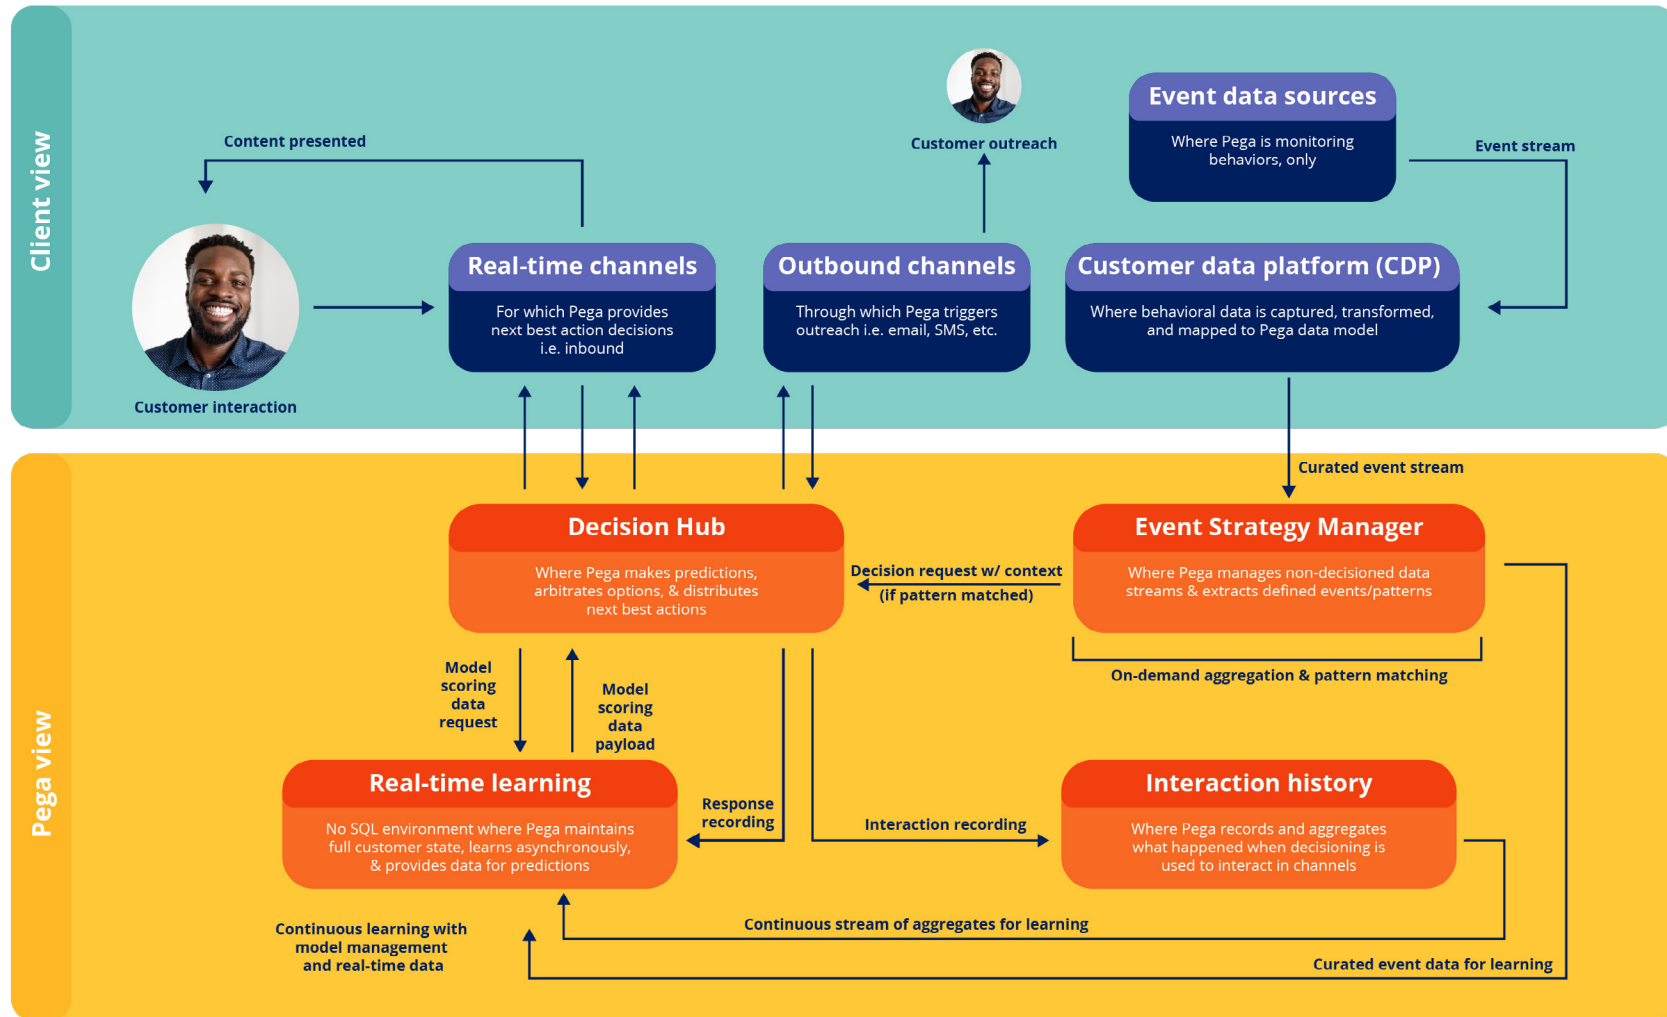 Client view
Content presented
Customer interaction
Real-time channels
For which Pega provides
next best action decisions
i.e. inbound
Customer outreach
Outbound channels
Through which Pega triggers
outreach i.e. email, SMS, etc.
Event data sources
Where Pega is monitoring
behaviors, only
Event stream
Customer data platform (CDP)
Where behavioral data is captured, transformed,
and mapped to Pega data model
Pega view
Curated event stream
Decision Hub
Where Pega makes predictions,
arbitrates options, & distributes
next best actions
Decision request w/ context
(if pattern matched)
Event Strategy Manager
Where Pega manages non-decisioned data
streams & extracts defined events/patterns
On-demand aggregation & pattern matching
Model
scoring
data
request
Model
scoring
data
payload
Real-time learning
No SQL environment where Pega maintains
full customer state, learns asynchronously,
& provides data for predictions
Response
recording
Interaction recording
Interaction history
Where Pega records and aggregates
what happened when decisioning is
used to interact in channels
Continuous learning with
model management
and real-time data
Continuous stream of aggregates for learning
Curated event data for learning